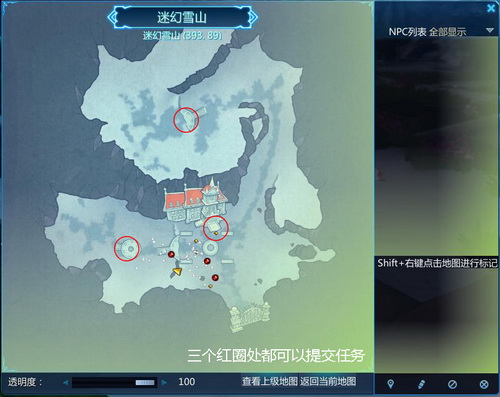 迷幻雪山
迷幻雪山 (393, 89)
NPC列表 全部显示
Shift+右键点击地图进行标记
三个红圈处都可以提交任务
透明度： 100 查看上级地图 返回当前地图